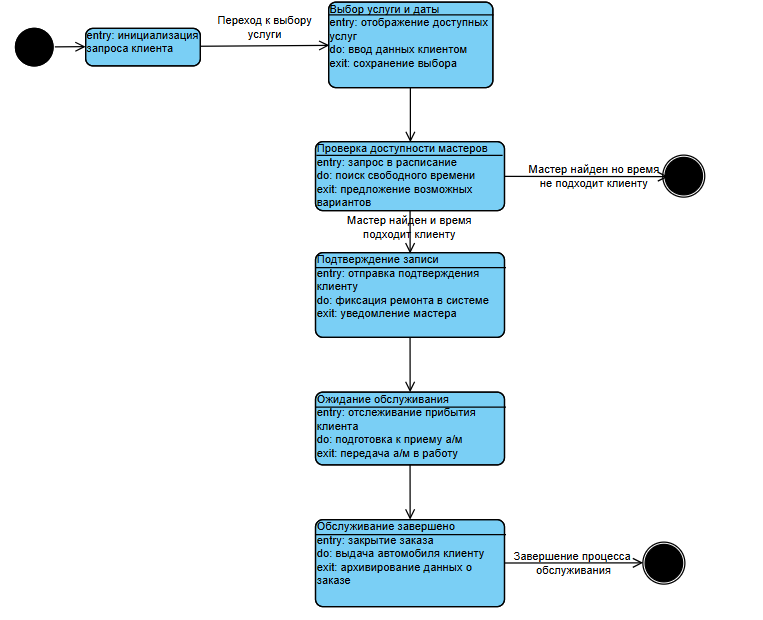 entry: инициализация
запроса клиента
Переход к выбору
услуги
Выбор услуги и даты
entry: отображение доступных
услуг
do: ввод данных клиентом
exit: сохранение выбора
Проверка доступности мастеров
entry: запрос в расписание
do: поиск свободного времени
exit: предложение возможных
вариантов
Мастер найден но время
не подходит клиенту
Мастер найден и время
подходит клиенту
Подтверждение записи
entry: отправка подтверждения
клиенту
do: фиксация ремонта в системе
exit: уведомление мастера
Ожидание обслуживания
entry: отслеживание прибытия
клиента
do: подготовка к приему а/м
exit: передача а/м в работу
Обслуживание завершено
entry: закрытие заказа
do: выдача автомобиля клиенту
exit: архивирование данных о
заказе
Завершение процесса
обслуживания